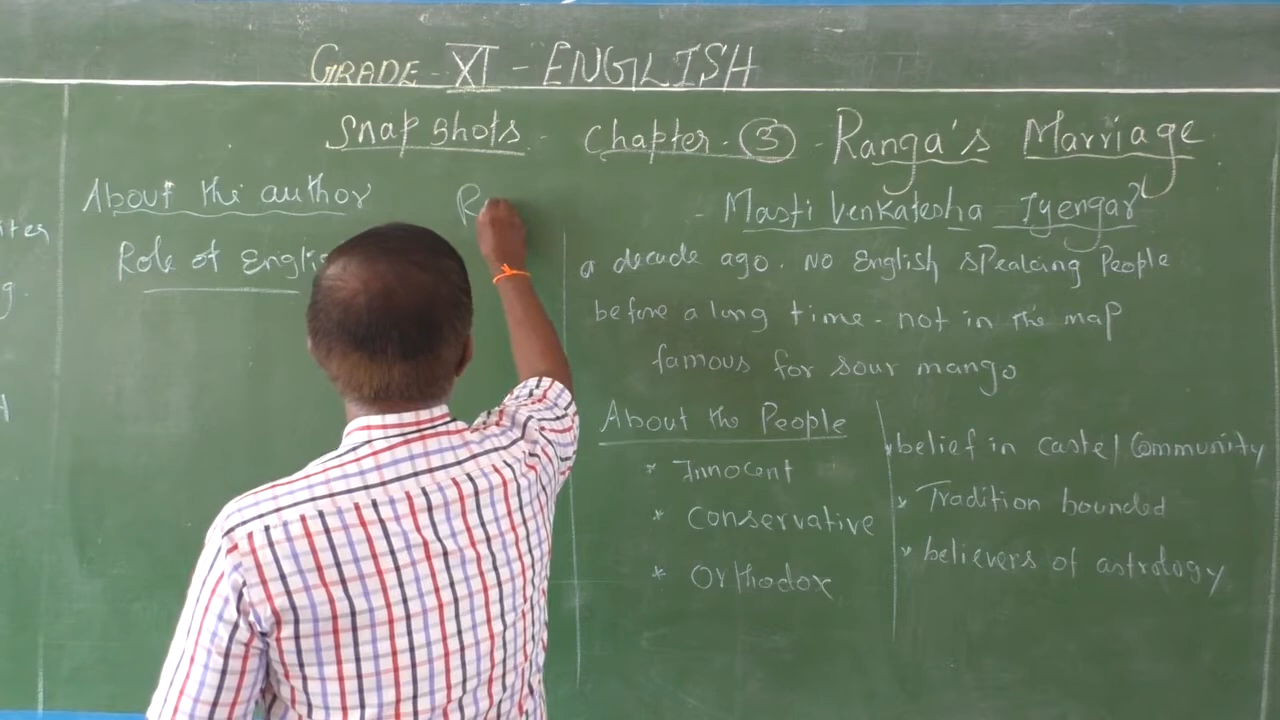 GRADE - XI - ENGLISH
Snapshots - Chapter - 3 - Ranga's Marriage
About the author
R
- Masti Venkatesha Iyengar
Role of
a decade ago. No English speaking People
before a long time - not in the map
famous for sour mango
About the People
* Innocent
* Conservative
* Orthodox
* belief in caste / Community
* Tradition bounded
* believers of astrology